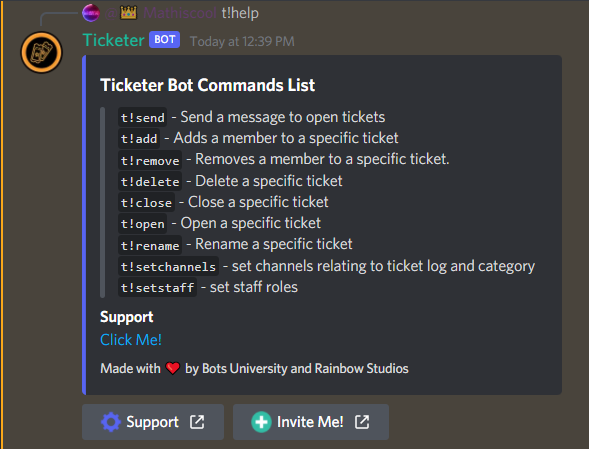 t!help
Ticketer BOT Today at 12:39 PM
Ticketer Bot Commands List
t!send - Send a message to open tickets
t!add - Adds a member to a specific ticket
t!remove - Removes a member to a specific ticket.
t!delete - Delete a specific ticket
t!close - Close a specific ticket
t!open - Open a specific ticket
t!rename - Rename a specific ticket
t!setchannels - set channels relating to ticket log and category
t!setstaff - set staff roles
Support
Click Me!
Made with ❤️ by Bots University and Rainbow Studios
Support
Invite Me!